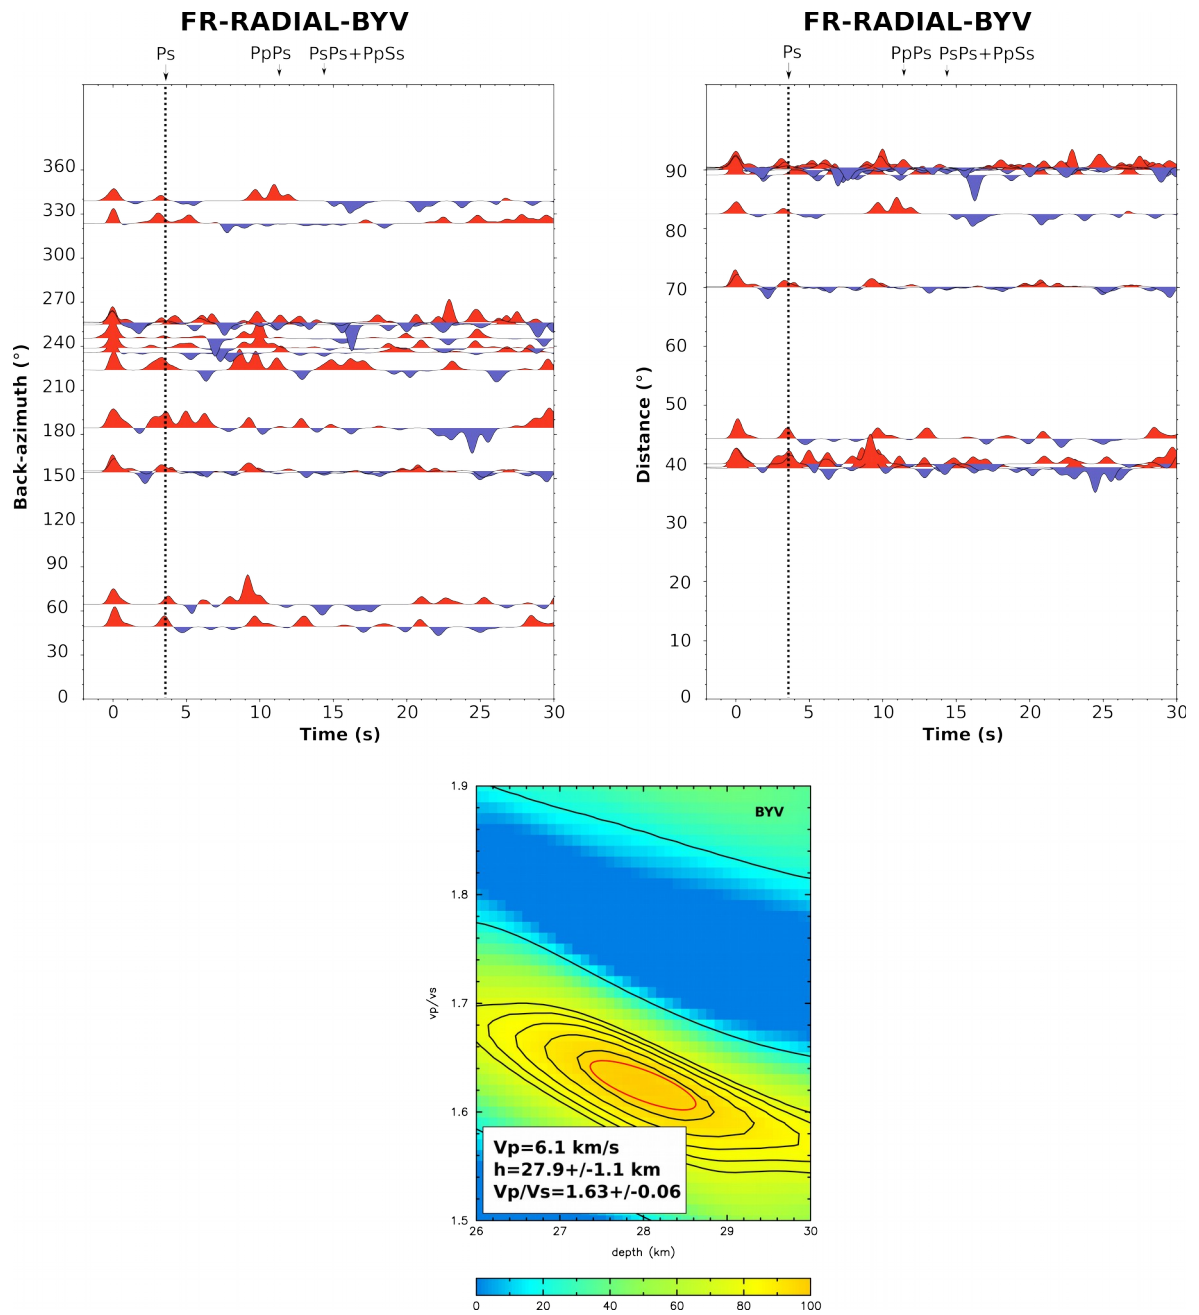 FR-RADIAL-BYV
Ps PpPs PsPs+PpSs
360
330
300
270
240
210
180
150
120
90
60
30
0
Back-azimuth (°)
0 5 10 15 20 25 30
Time (s)
FR-RADIAL-BYV
Ps PpPs PsPs+PpSs
90
80
70
60
50
40
30
20
10
0
Distance (°)
0 5 10 15 20 25 30
Time (s)
BYV
1.9
1.8
1.7
1.6
1.5
vp/vs
Vp=6.1 km/s
h=27.9+/-1.1 km
Vp/Vs=1.63+/-0.06
26 27 28 29 30
depth (km)
0 20 40 60 80 100